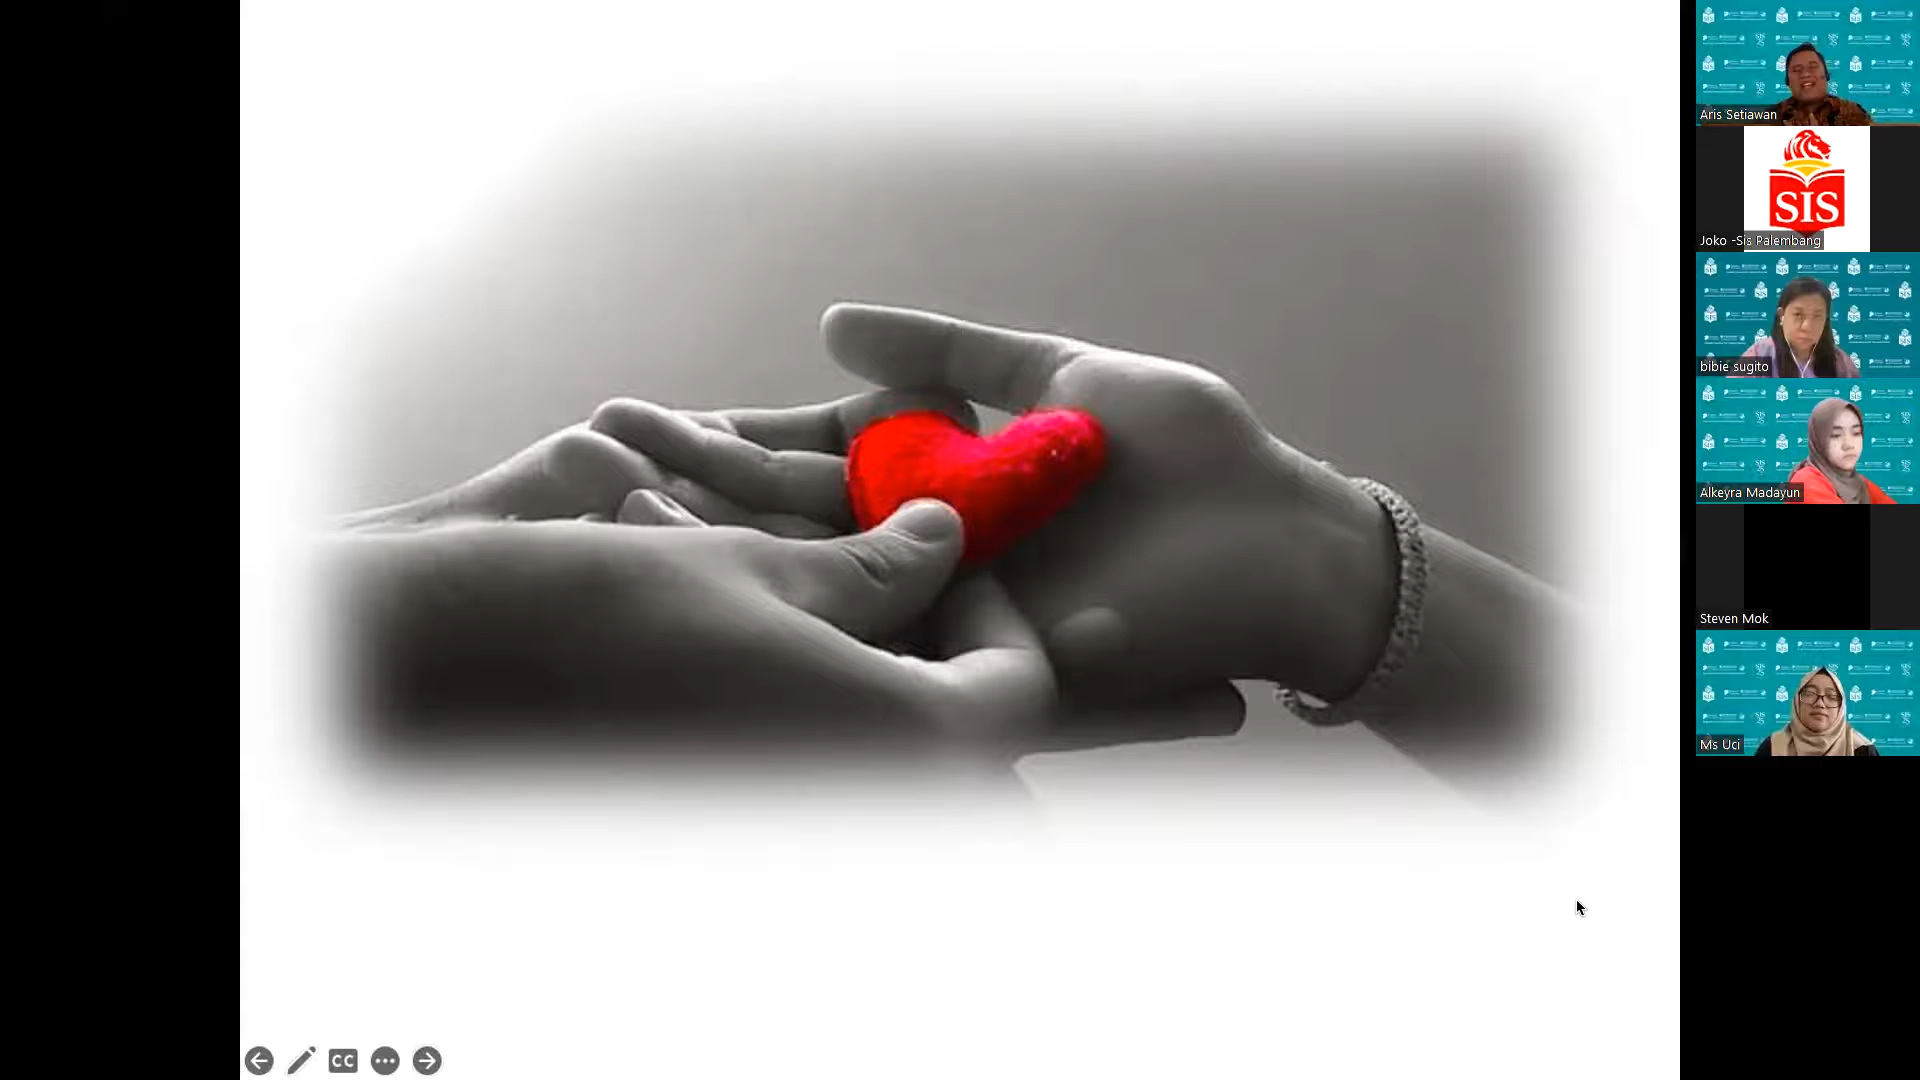 Aris Setiawan
SIS
Joko -Sis Palembang
bibie sugito
Alkeyra Madayun
Steven Mok
Ms Uci
CC